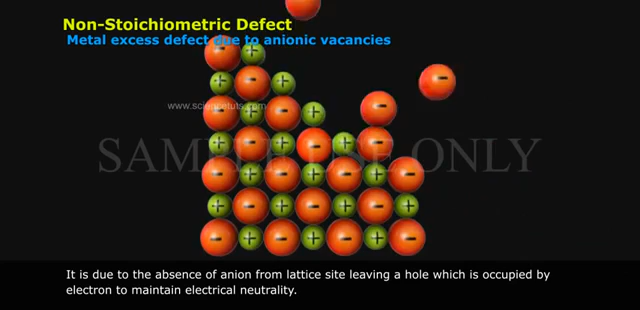 Non-Stoichiometric Defect
Metal excess defect due to anionic vacancies
www.sciencetuts.com
SAMPLE USE ONLY
It is due to the absence of anion from lattice site leaving a hole which is occupied by
electron to maintain electrical neutrality.